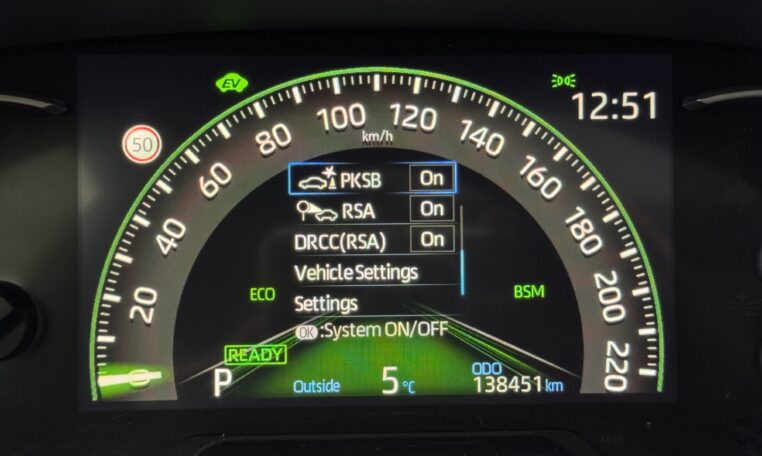 EV
12:51
50
0
20
40
60
80
100
120
140
160
180
200
220
km/h
PKSB On
RSA On
DRCC(RSA) On
Vehicle Settings
Settings
OK :System ON/OFF
ECO
BSM
READY
P
Outside 5 °C
ODO
138451 km